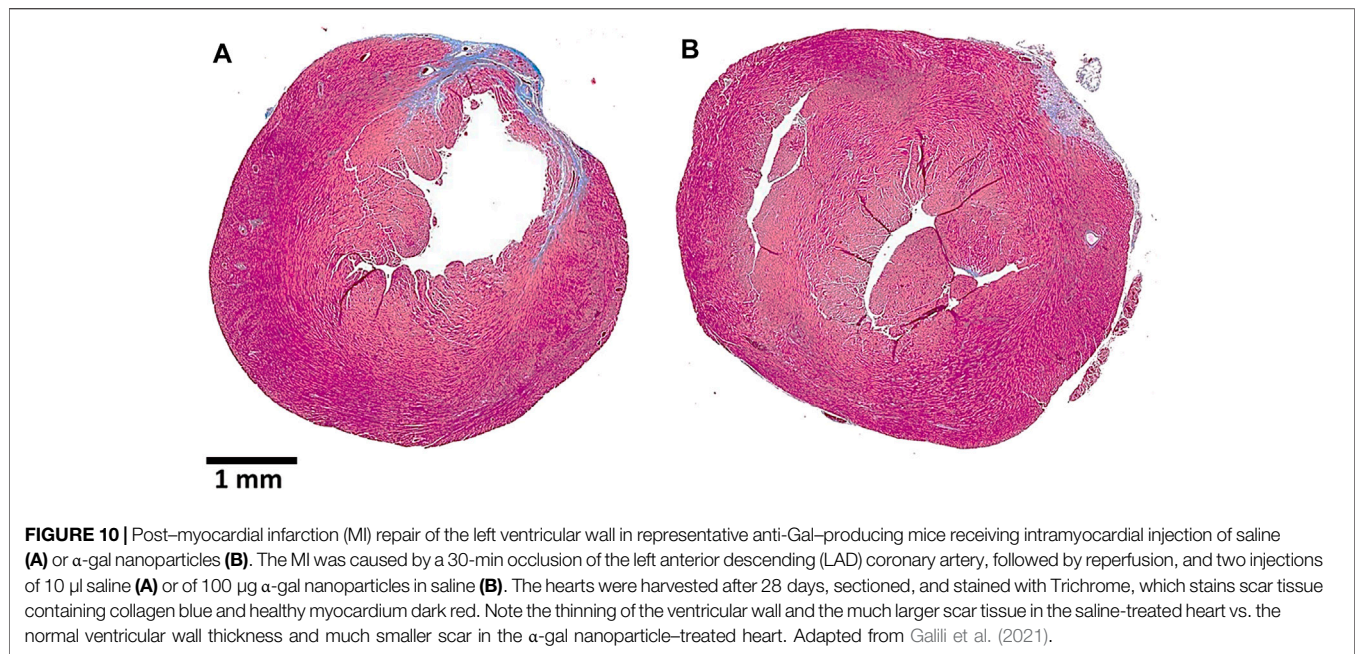 A
B
1 mm
FIGURE 10 | Post–myocardial infarction (MI) repair of the left ventricular wall in representative anti-Gal–producing mice receiving intramyocardial injection of saline
(A) or α-gal nanoparticles (B). The MI was caused by a 30-min occlusion of the left anterior descending (LAD) coronary artery, followed by reperfusion, and two injections
of 10 µl saline (A) or of 100 µg α-gal nanoparticles in saline (B). The hearts were harvested after 28 days, sectioned, and stained with Trichrome, which stains scar tissue
containing collagen blue and healthy myocardium dark red. Note the thinning of the ventricular wall and the much larger scar tissue in the saline-treated heart vs. the
normal ventricular wall thickness and much smaller scar in the α-gal nanoparticle–treated heart. Adapted from Galili et al. (2021).